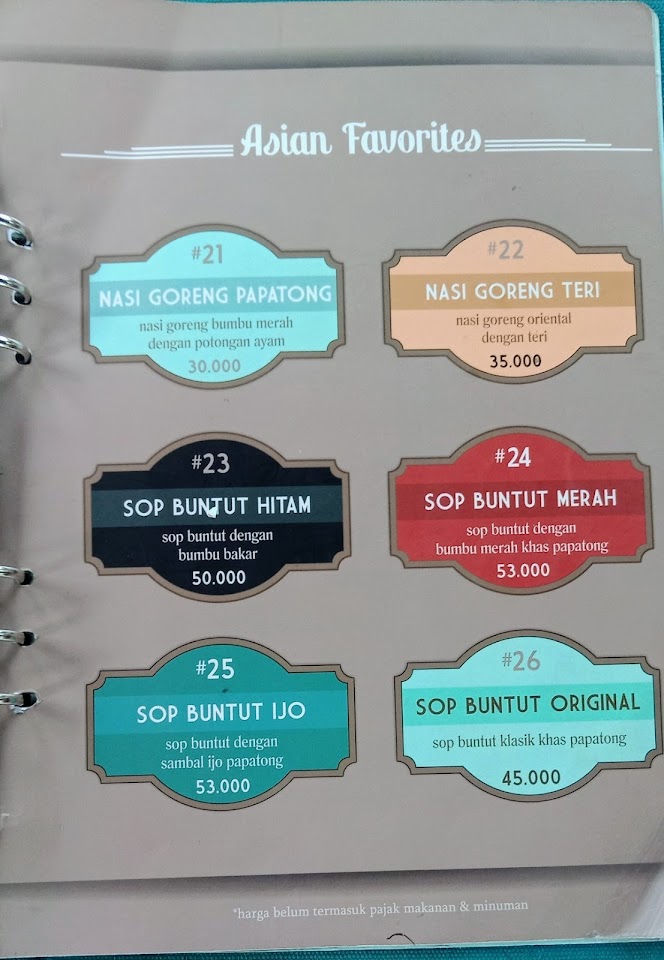 Asian Favorites
#21
NASI GORENG PAPATONG
nasi goreng bumbu merah
dengan potongan ayam
30.000
#22
NASI GORENG TERI
nasi goreng oriental
dengan teri
35.000
#23
SOP BUNTUT HITAM
sop buntut dengan
bumbu bakar
50.000
#24
SOP BUNTUT MERAH
sop buntut dengan
bumbu merah khas papatong
53.000
#25
SOP BUNTUT IJO
sop buntut dengan
sambal ijo papatong
53.000
#26
SOP BUNTUT ORIGINAL
sop buntut klasik khas papatong
45.000
*harga belum termasuk pajak makanan & minuman